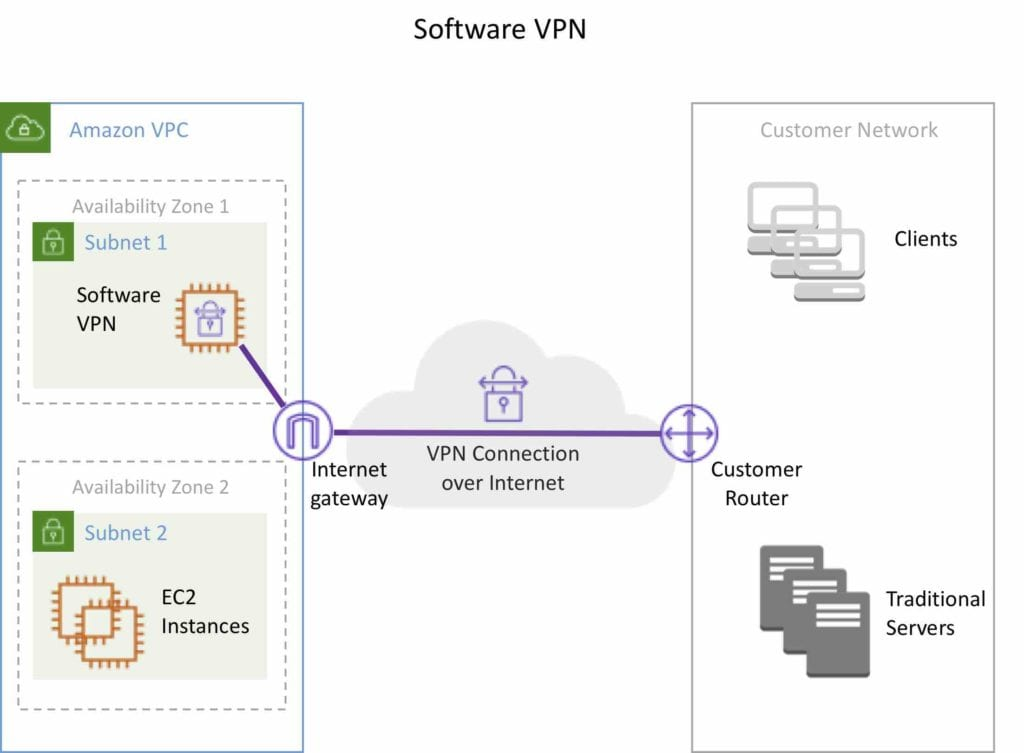 Software VPN
Amazon VPC
Availability Zone 1
Subnet 1
Software
VPN
Internet
gateway
Availability Zone 2
Subnet 2
EC2
Instances
VPN Connection
over Internet
Customer Network
Clients
Customer
Router
Traditional
Servers